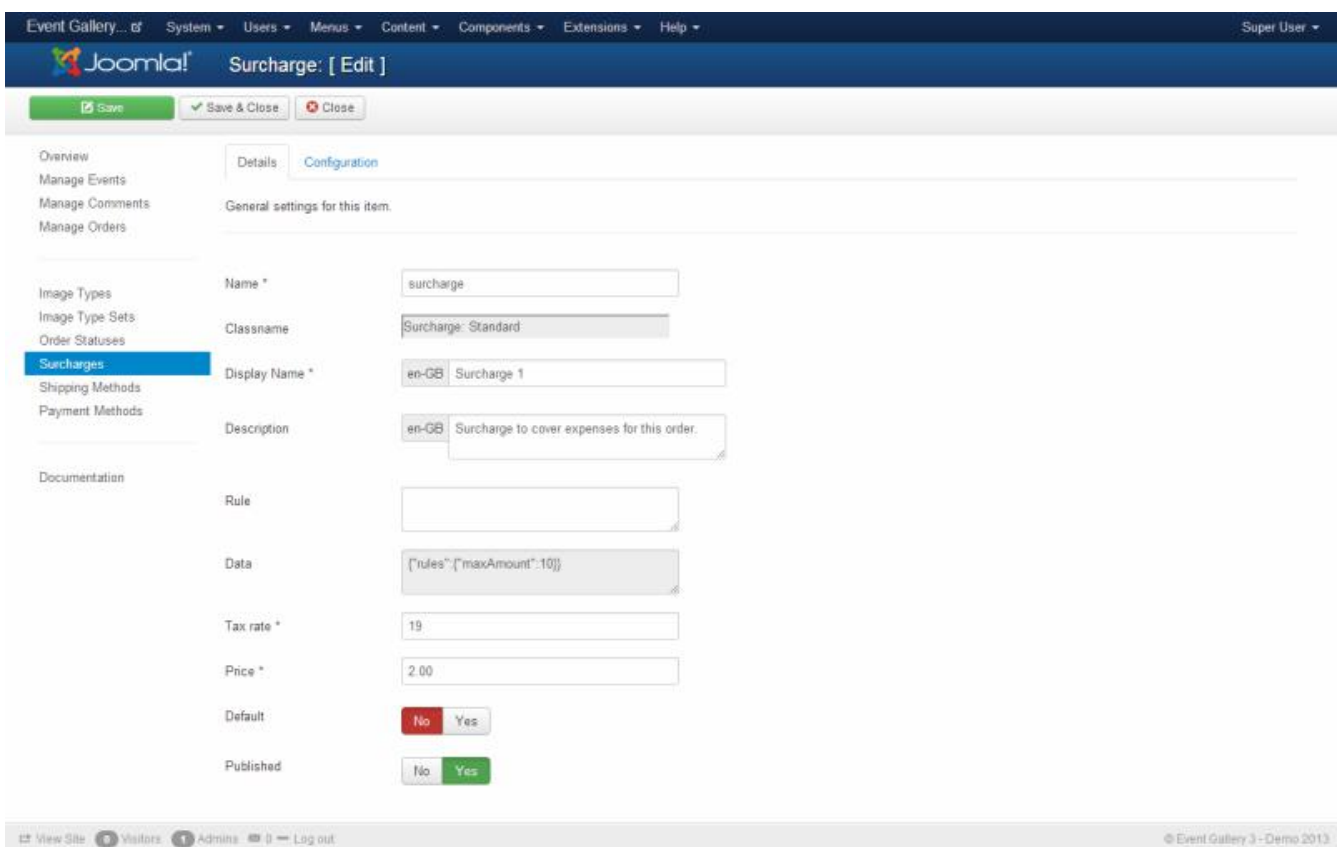 Event Gallery... System Users Menus Content Components Extensions Help Super User
Joomla! Surcharge: [ Edit ]
Save Save & Close Close
Overview
Manage Events
Manage Comments
Manage Orders
Image Types
Image Type Sets
Order Statuses
Surcharges
Shipping Methods
Payment Methods
Documentation
Details Configuration
General settings for this item.
Name * surcharge
Classname Surcharge: Standard
Display Name * en-GB Surcharge 1
Description en-GB Surcharge to cover expenses for this order.
Rule
Data {"rules":{"maxAmount":10}}
Tax rate * 19
Price * 2.00
Default No Yes
Published No Yes
View Site 0 Visitors 1 Admins 0 Log out © Event Gallery 3 - Demo 2013